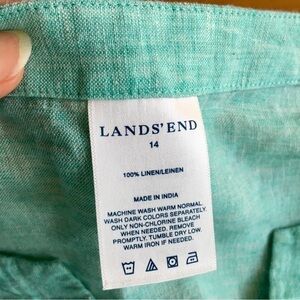 LANDS' END
14
100% LINEN/LEINEN
MADE IN INDIA
MACHINE WASH WARM NORMAL.
WASH DARK COLORS SEPARATELY.
ONLY NON-CHLORINE BLEACH
WHEN NEEDED. REMOVE
PROMPTLY. TUMBLE DRY LOW.
WARM IRON IF NEEDED.